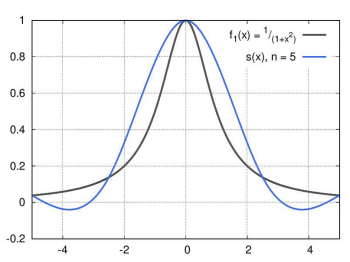 f₁(x) = ¹/₍₁₊ₓ²₎
s(x), n = 5
1
0.8
0.6
0.4
0.2
0
-0.2
-4 -2 0 2 4